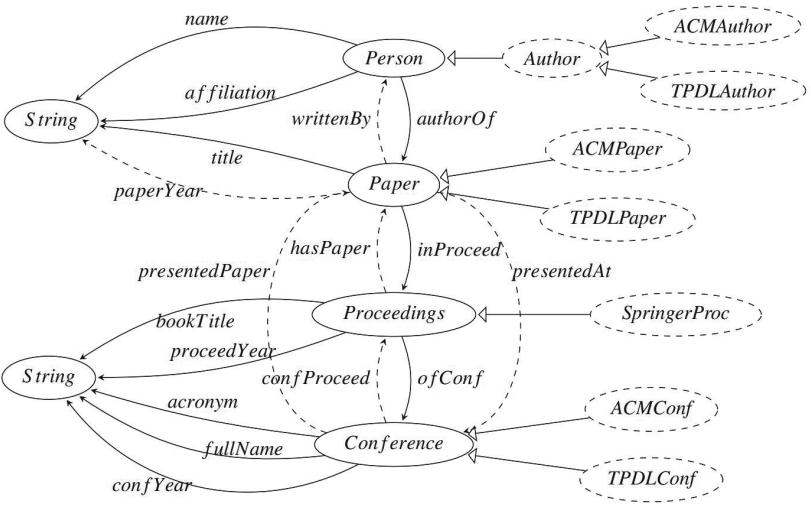 name
ACMAuthor
Person
Author
TPDLAuthor
affiliation
String
writtenBy
authorOf
title
ACMPaper
Paper
paperYear
TPDLPaper
hasPaper
inProceed
presentedPaper
presentedAt
Proceedings
SpringerProc
bookTitle
proceedYear
String
confProceed
ofConf
acronym
ACMConf
Conference
fullName
TPDLConf
confYear